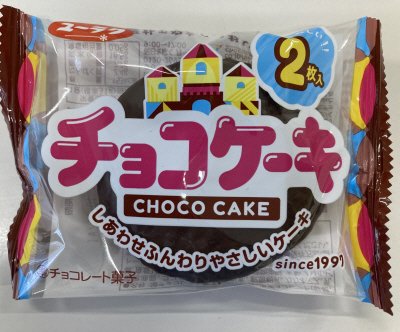 ユーラク
2枚入
チョコケーキ
CHOCO CAKE
しあわせふんわりやさしいケーキ
since1997
チョコレート菓子